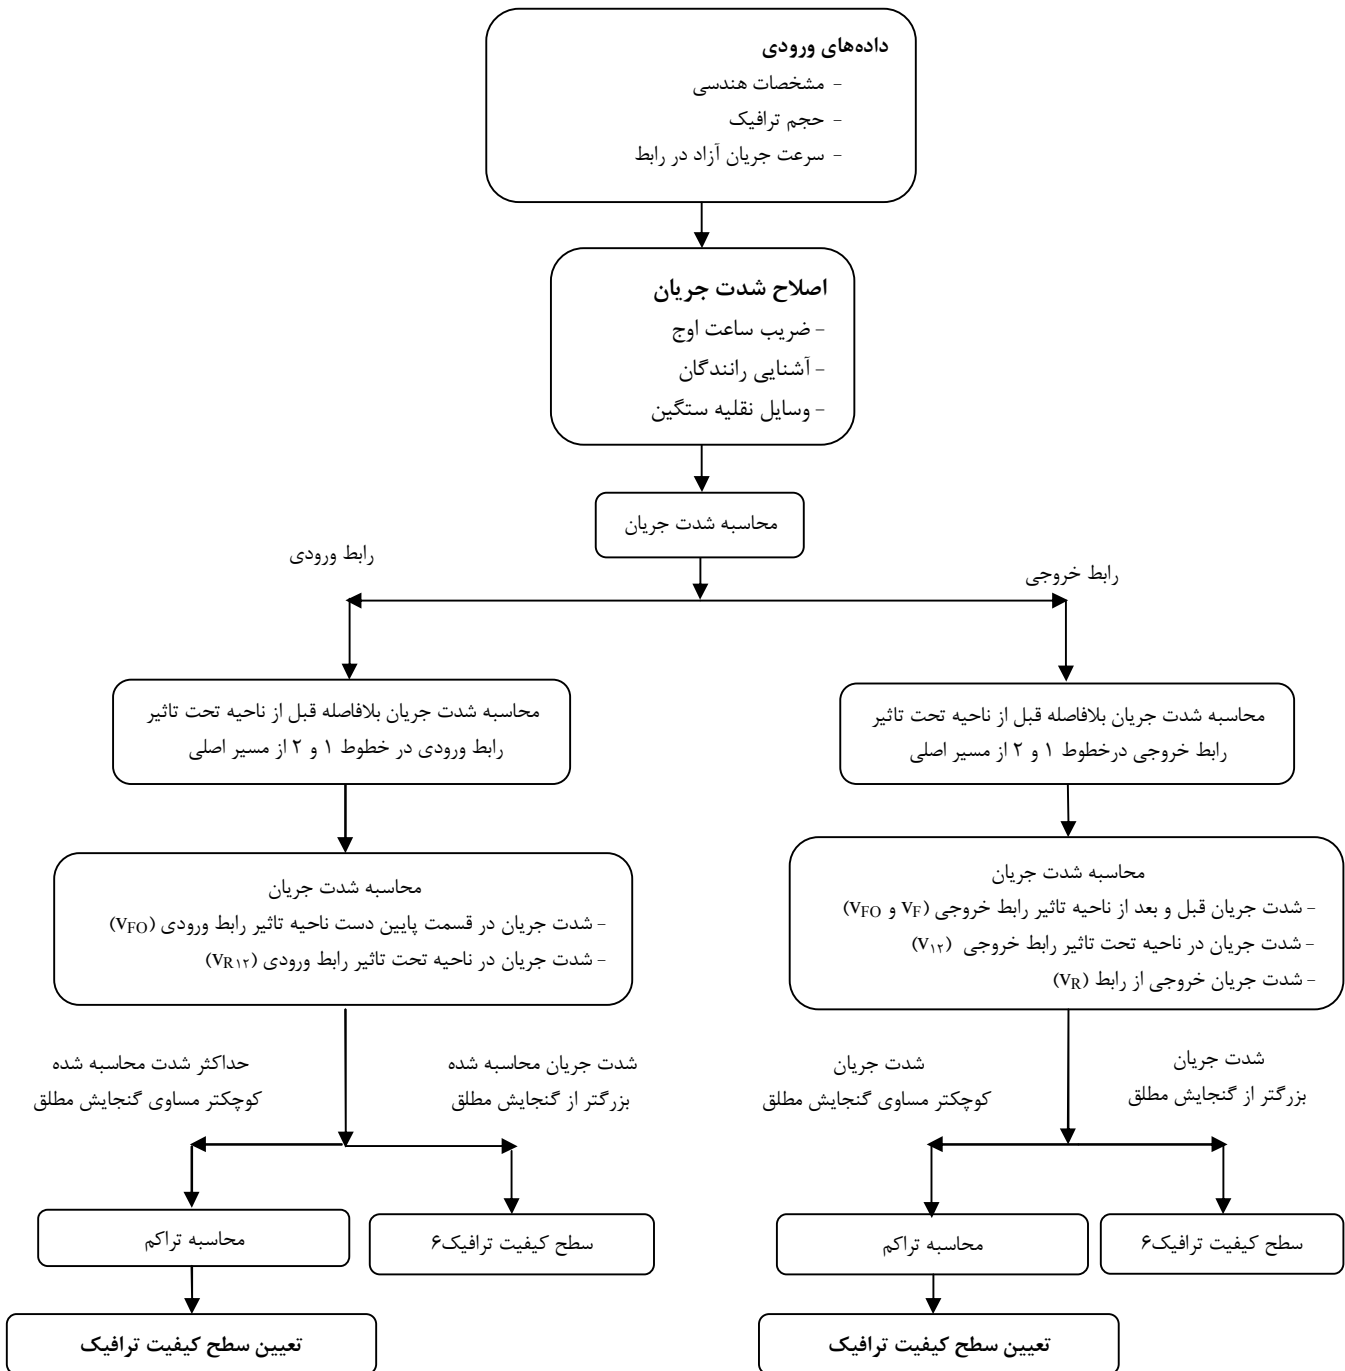 داده‌های ورودی
- مشخصات هندسی
- حجم ترافیک
- سرعت جریان آزاد در رابط
اصلاح شدت جریان
- ضریب ساعت اوج
- آشنایی رانندگان
- وسایل نقلیه ستگین
محاسبه شدت جریان
رابط خروجی
رابط ورودی
محاسبه شدت جریان بلافاصله قبل از ناحیه تحت تاثیر
رابط خروجی درخطوط ۱ و ۲ از مسیر اصلی
محاسبه شدت جریان بلافاصله قبل از ناحیه تحت تاثیر
رابط ورودی در خطوط ۱ و ۲ از مسیر اصلی
محاسبه شدت جریان
- شدت جریان قبل و بعد از ناحیه تاثیر رابط خروجی (VF و VFO)
- شدت جریان در ناحیه تحت تاثیر رابط خروجی (V۱۲)
- شدت جریان خروجی از رابط (VR)
محاسبه شدت جریان
- شدت جریان در قسمت پایین دست ناحیه تاثیر رابط ورودی (VFO)
- شدت جریان در ناحیه تحت تاثیر رابط ورودی (VR۱۲)
شدت جریان
بزرگتر از گنجایش مطلق
شدت جریان
کوچکتر مساوی گنجایش مطلق
شدت جریان محاسبه شده
بزرگتر از گنجایش مطلق
حداکثر شدت محاسبه شده
کوچکتر مساوی گنجایش مطلق
سطح کیفیت ترافیک۶
محاسبه تراکم
سطح کیفیت ترافیک۶
محاسبه تراکم
تعیین سطح کیفیت ترافیک
تعیین سطح کیفیت ترافیک